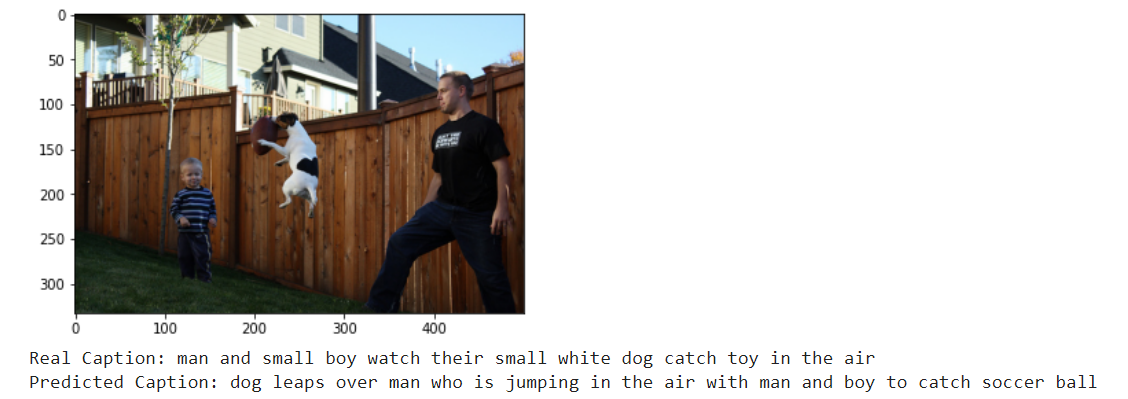 0
50
100
150
200
250
300
0 100 200 300 400
Real Caption: man and small boy watch their small white dog catch toy in the air
Predicted Caption: dog leaps over man who is jumping in the air with man and boy to catch soccer ball